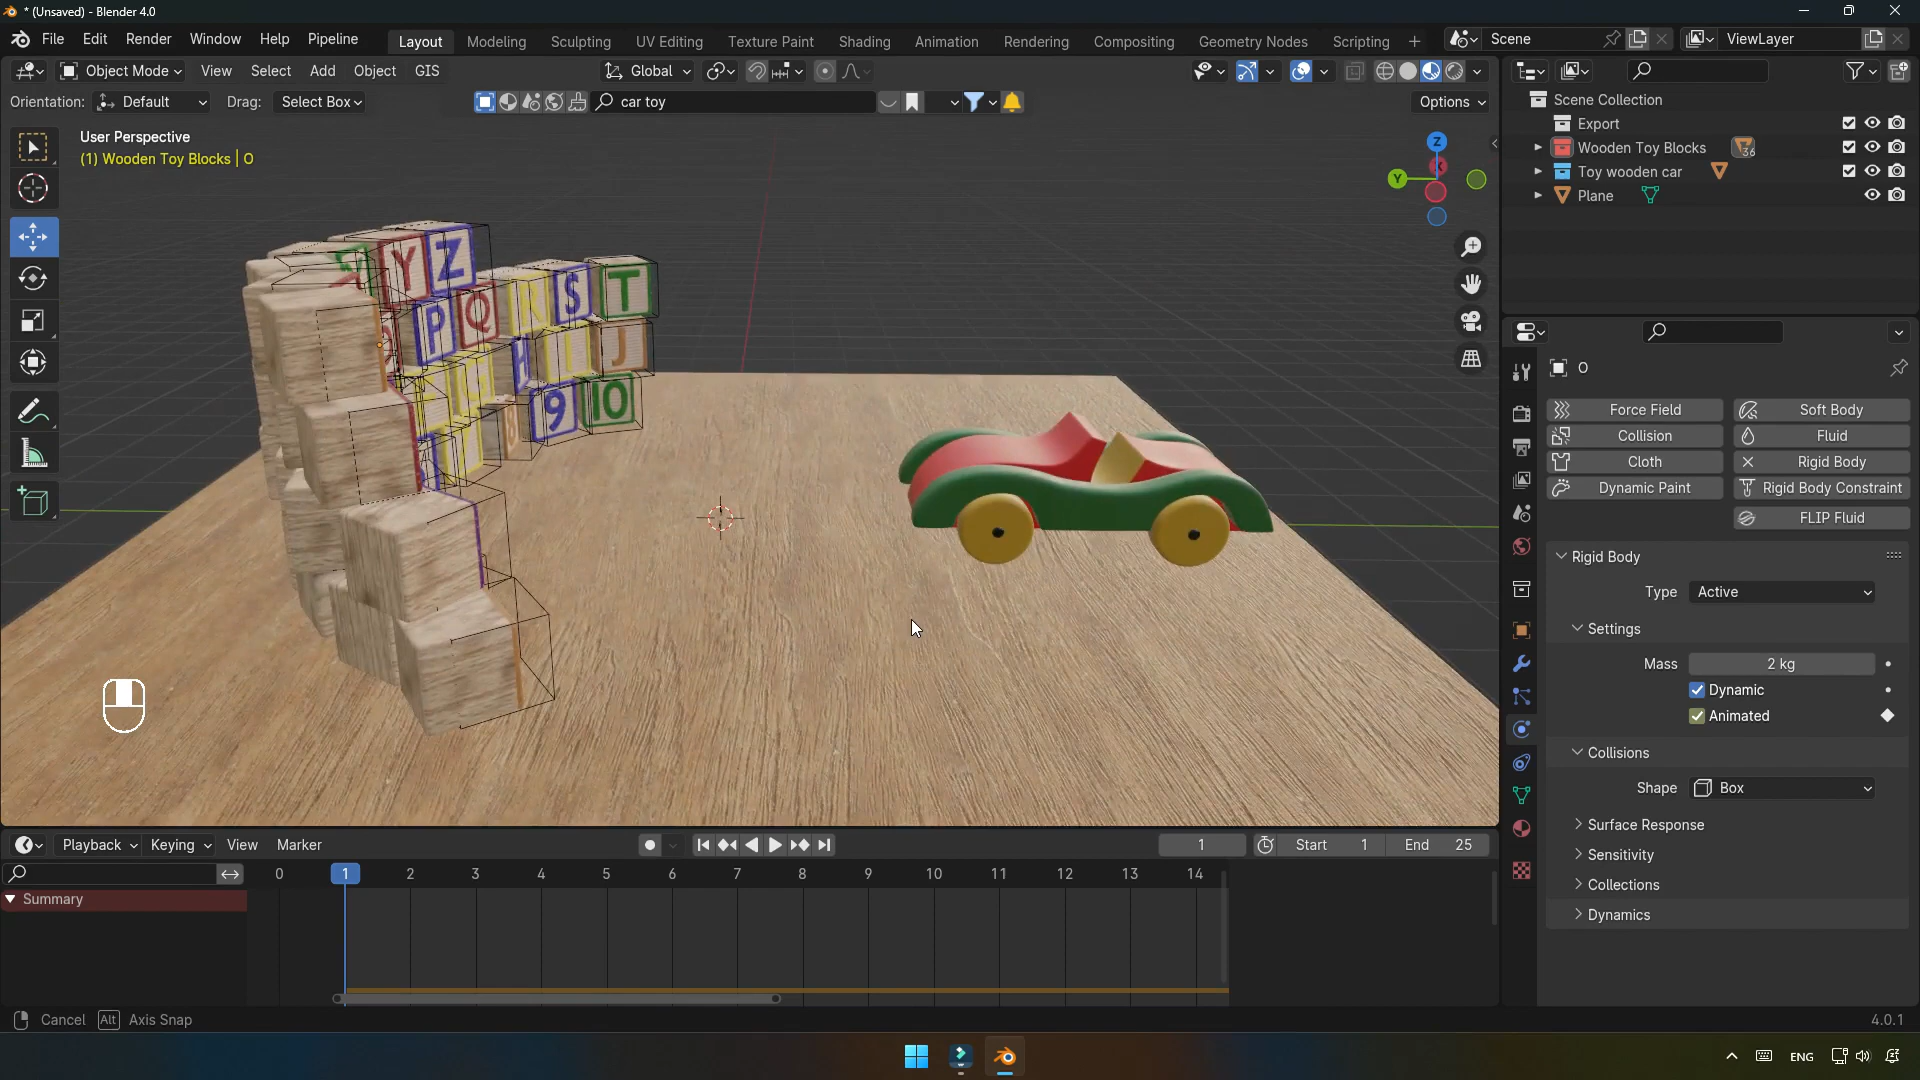 * (Unsaved) - Blender 4.0
File Edit Render Window Help Pipeline Layout Modeling Sculpting UV Editing Texture Paint Shading Animation Rendering Compositing Geometry Nodes Scripting + Scene ViewLayer
Object Mode View Select Add Object GIS Global
Orientation: Default Drag: Select Box car toy Options
User Perspective
(1) Wooden Toy Blocks | O
Z
Y
Scene Collection
Export
Wooden Toy Blocks 36
Toy wooden car
Plane
Y Z
P Q R S T
H I J
9 10
O
Force Field Soft Body
Collision Fluid
Cloth Rigid Body
Dynamic Paint Rigid Body Constraint
FLIP Fluid
Rigid Body
Type Active
Settings
Mass 2 kg
Dynamic
Animated
Collisions
Shape Box
Surface Response
Sensitivity
Collections
Dynamics
Playback Keying View Marker 1 Start 1 End 25
0 1 2 3 4 5 6 7 8 9 10 11 12 13 14
Summary
Cancel Alt Axis Snap 4.0.1
ENG